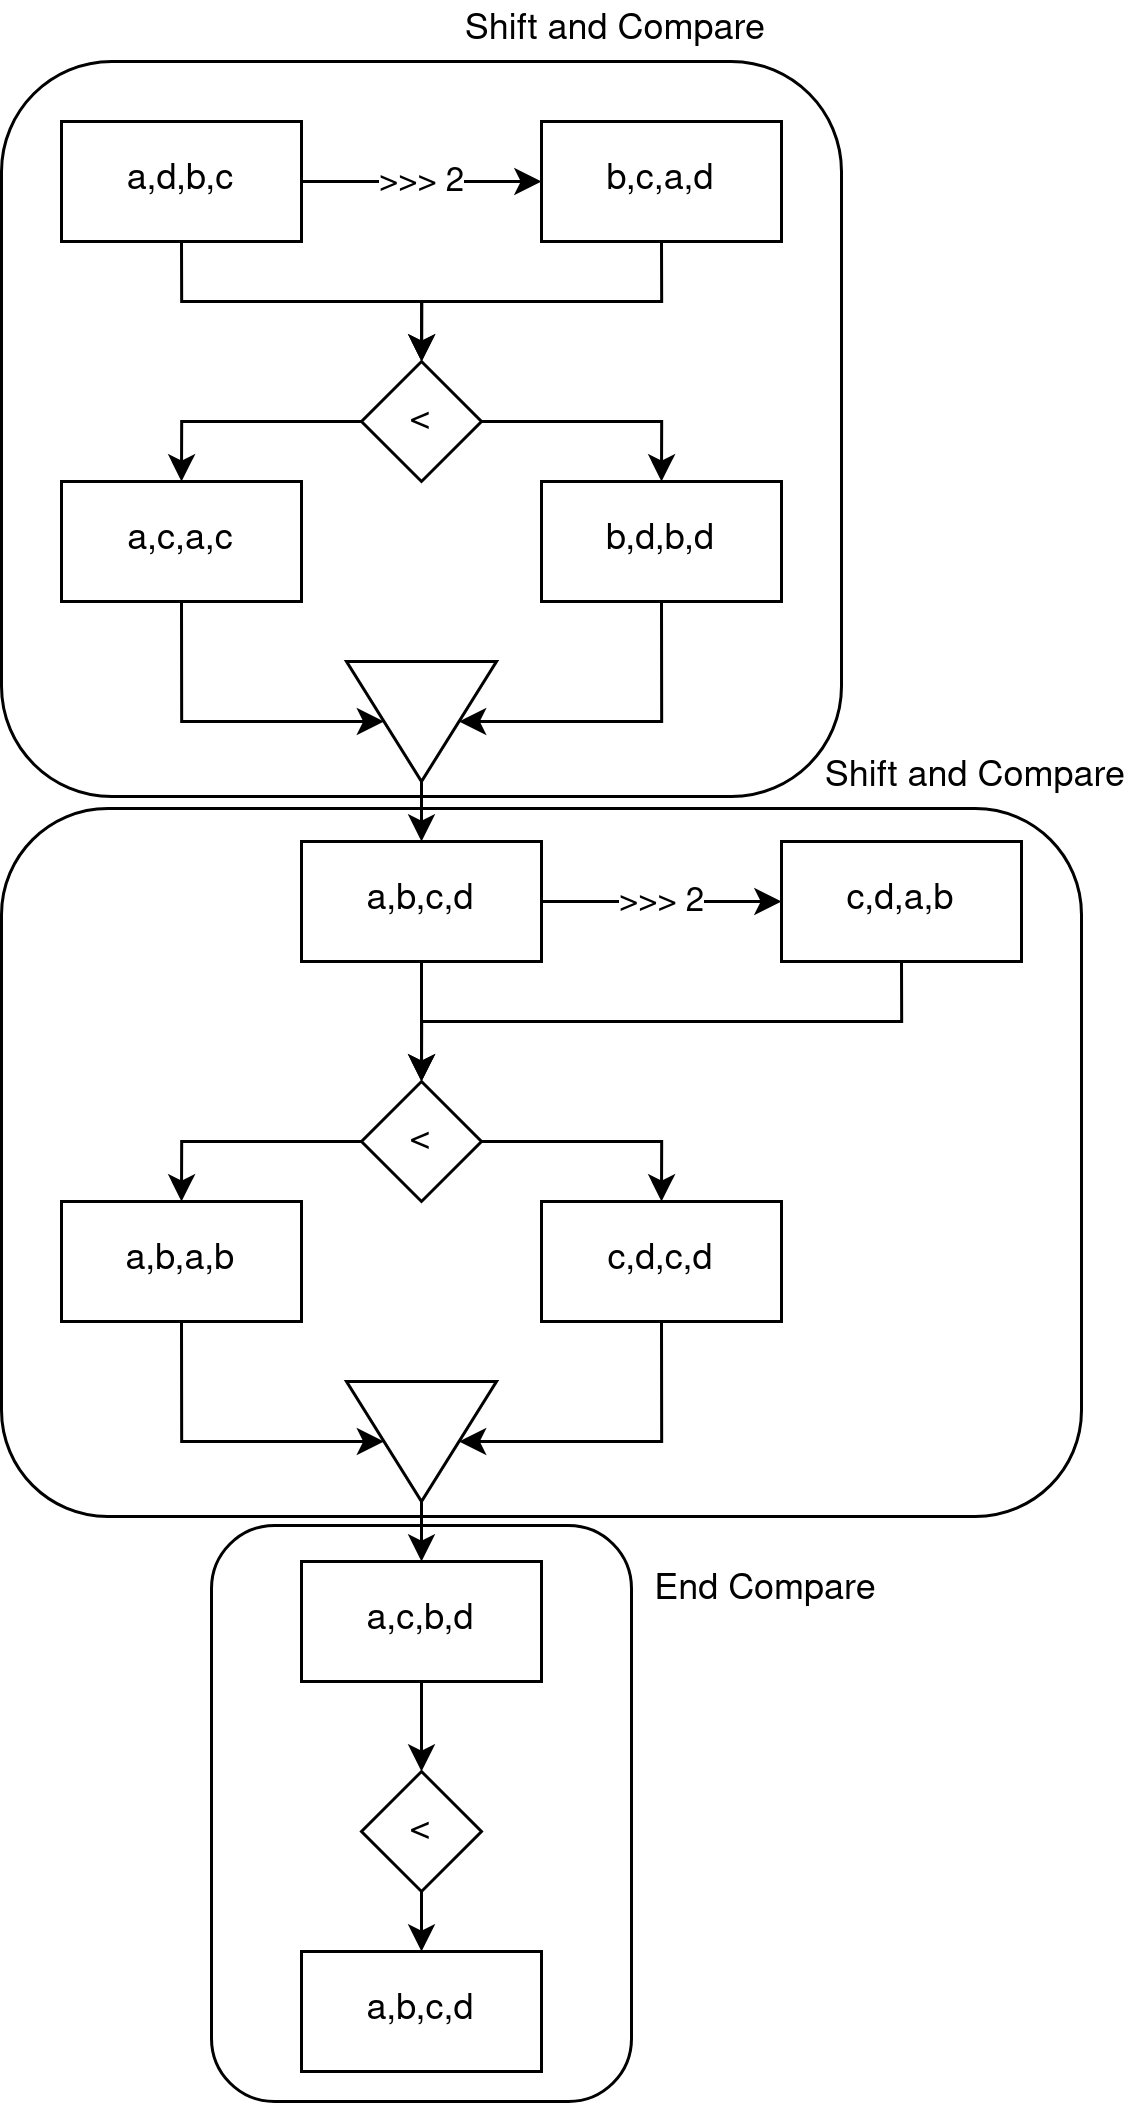 Shift and Compare
a,d,b,c
>>> 2
b,c,a,d
<
a,c,a,c
b,d,b,d
Shift and Compare
a,b,c,d
>>> 2
c,d,a,b
<
a,b,a,b
c,d,c,d
End Compare
a,c,b,d
<
a,b,c,d